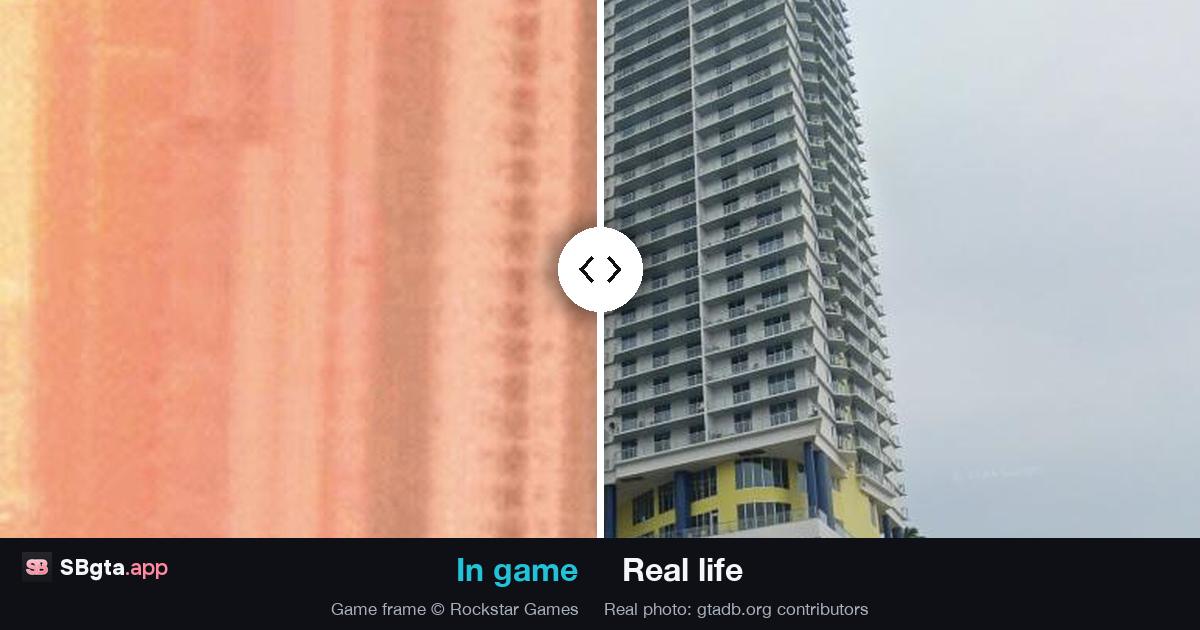 SB SBgta.app
In game
Real life
Game frame © Rockstar Games
Real photo: gtadb.org contributors